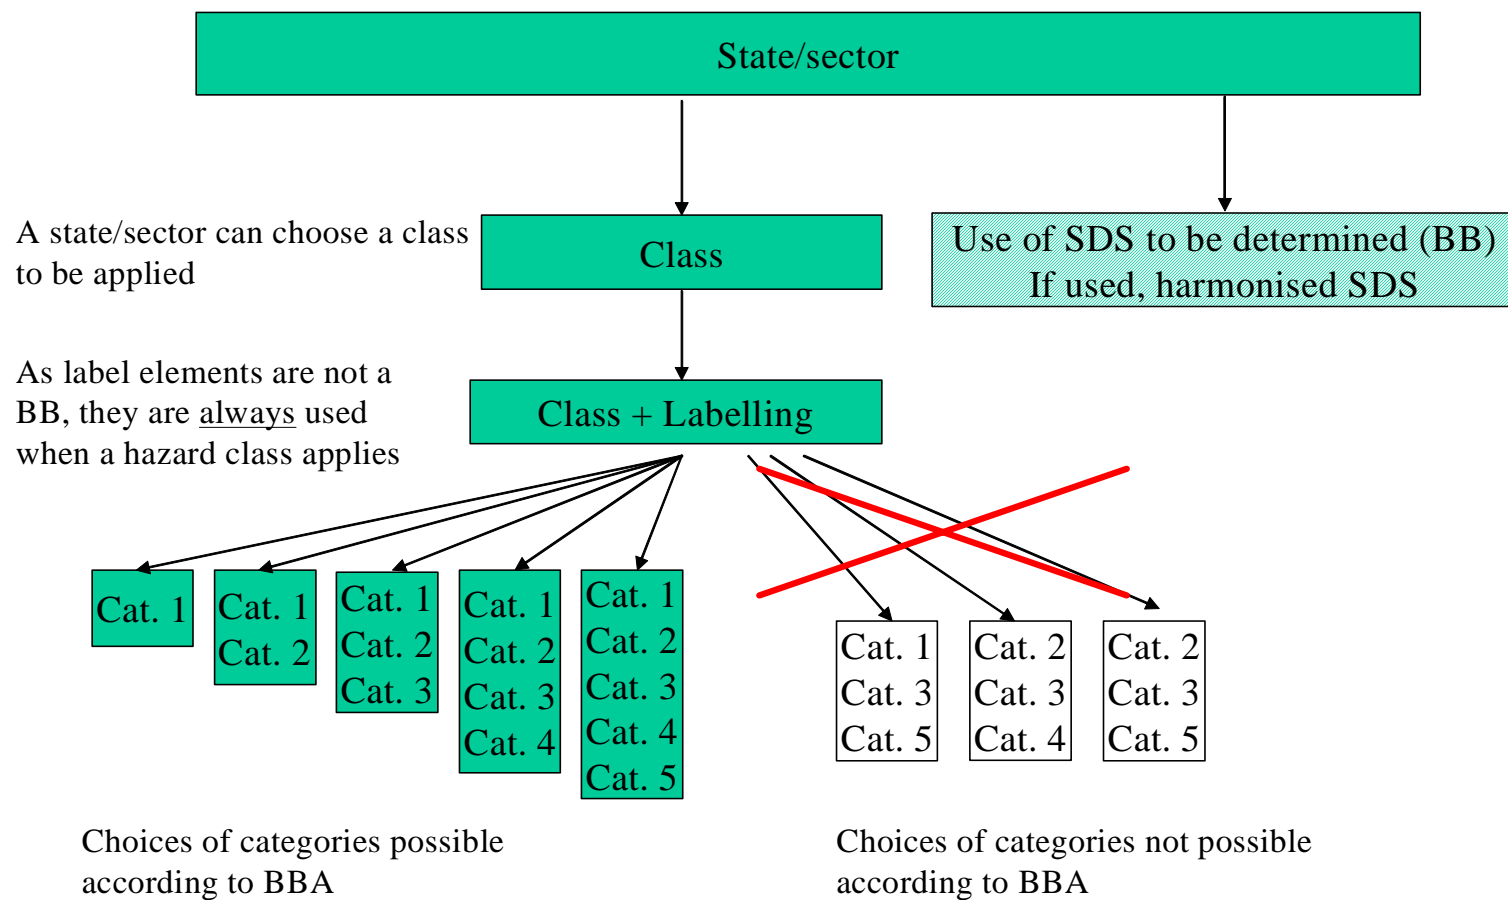 State/sector
A state/sector can choose a class
to be applied
Class
Use of SDS to be determined (BB)
If used, harmonised SDS
As label elements are not a
BB, they are always used
when a hazard class applies
Class + Labelling
Cat. 1
Cat. 1
Cat. 2
Cat. 1
Cat. 2
Cat. 3
Cat. 1
Cat. 2
Cat. 3
Cat. 4
Cat. 1
Cat. 2
Cat. 3
Cat. 4
Cat. 5
Cat. 1
Cat. 3
Cat. 5
Cat. 2
Cat. 3
Cat. 4
Cat. 2
Cat. 3
Cat. 5
Choices of categories possible
according to BBA
Choices of categories not possible
according to BBA